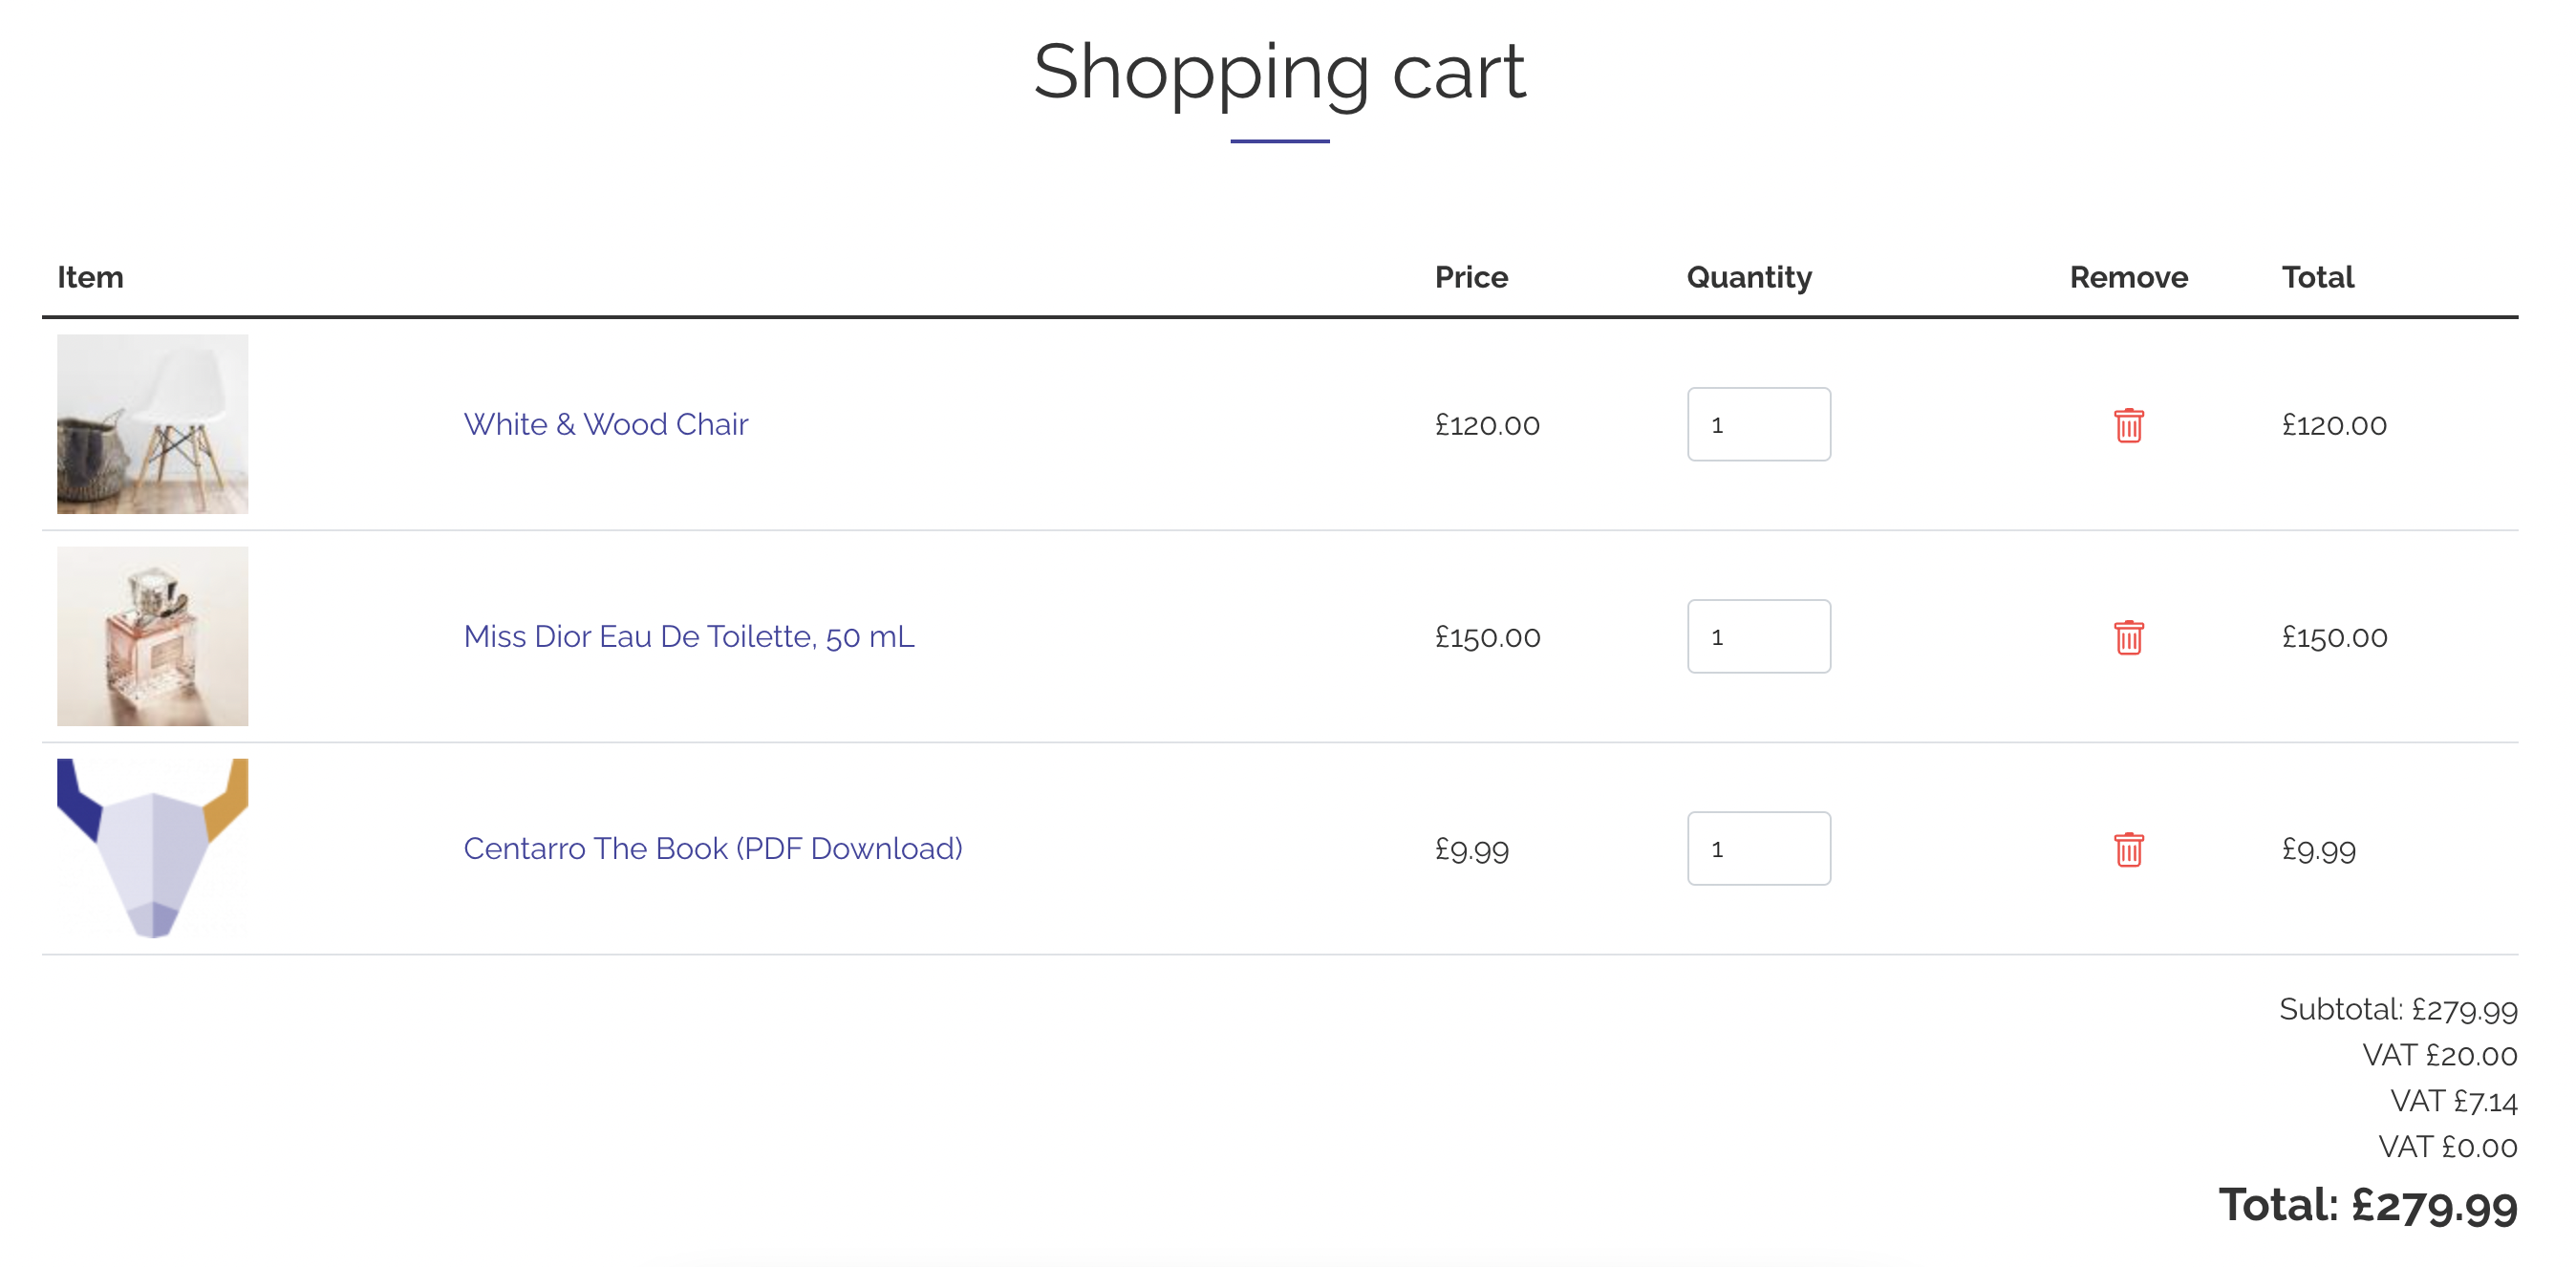 Shopping cart
Item Price Quantity Remove Total
White & Wood Chair £120.00 1 £120.00
Miss Dior Eau De Toilette, 50 mL £150.00 1 £150.00
Centarro The Book (PDF Download) £9.99 1 £9.99
Subtotal: £279.99
VAT £20.00
VAT £7.14
VAT £0.00
Total: £279.99